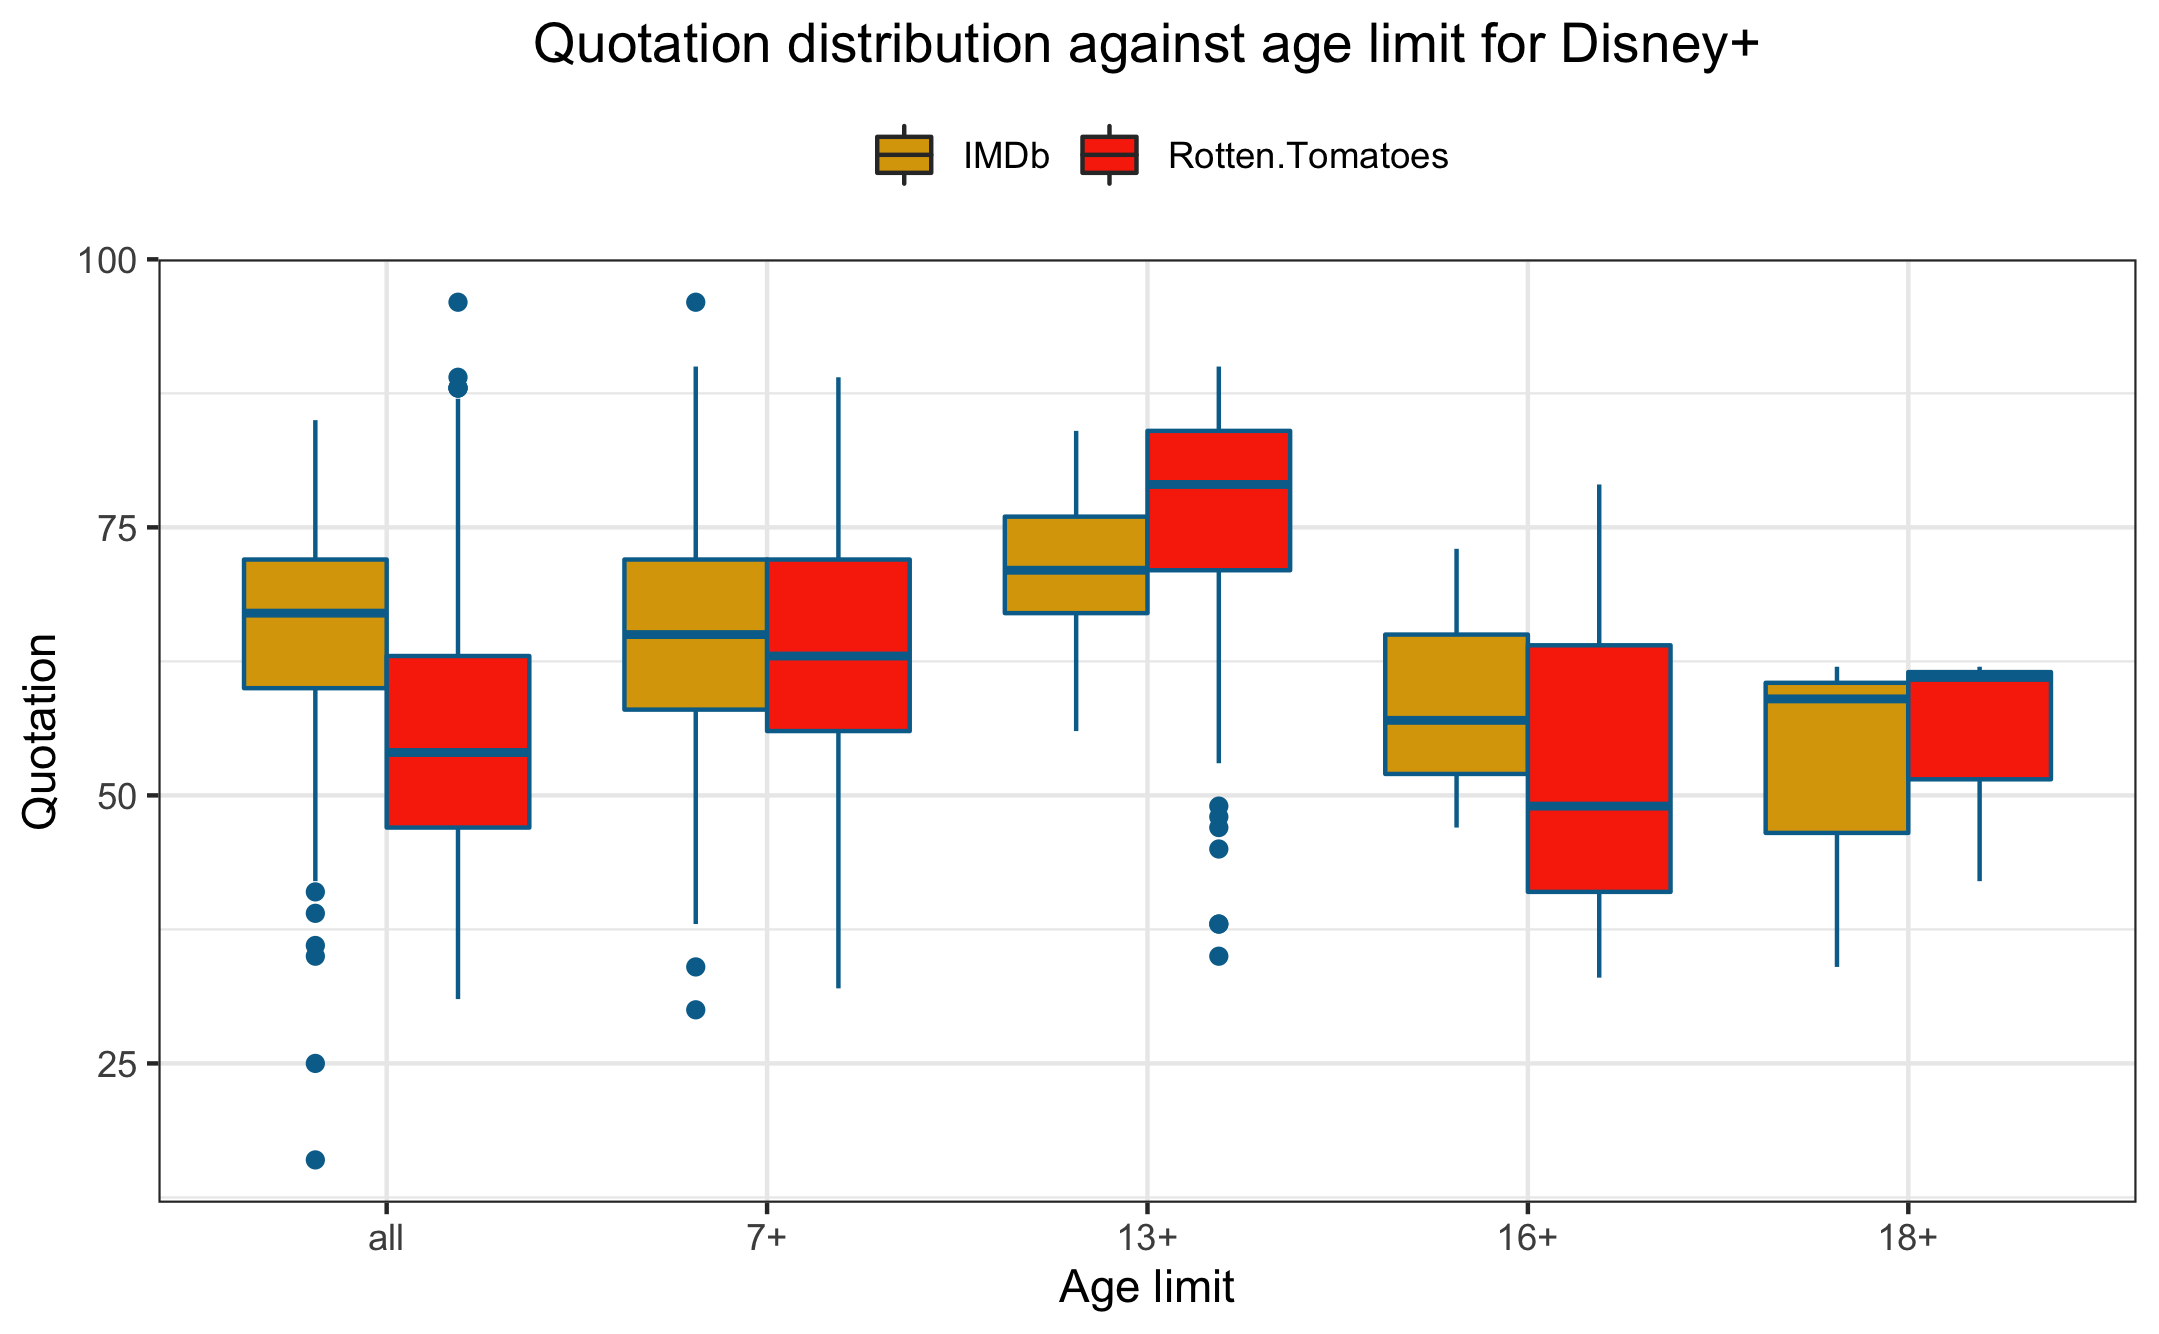 Quotation distribution against age limit for Disney+
IMDb Rotten.Tomatoes
Quotation
100
75
50
25
all 7+ 13+ 16+ 18+
Age limit